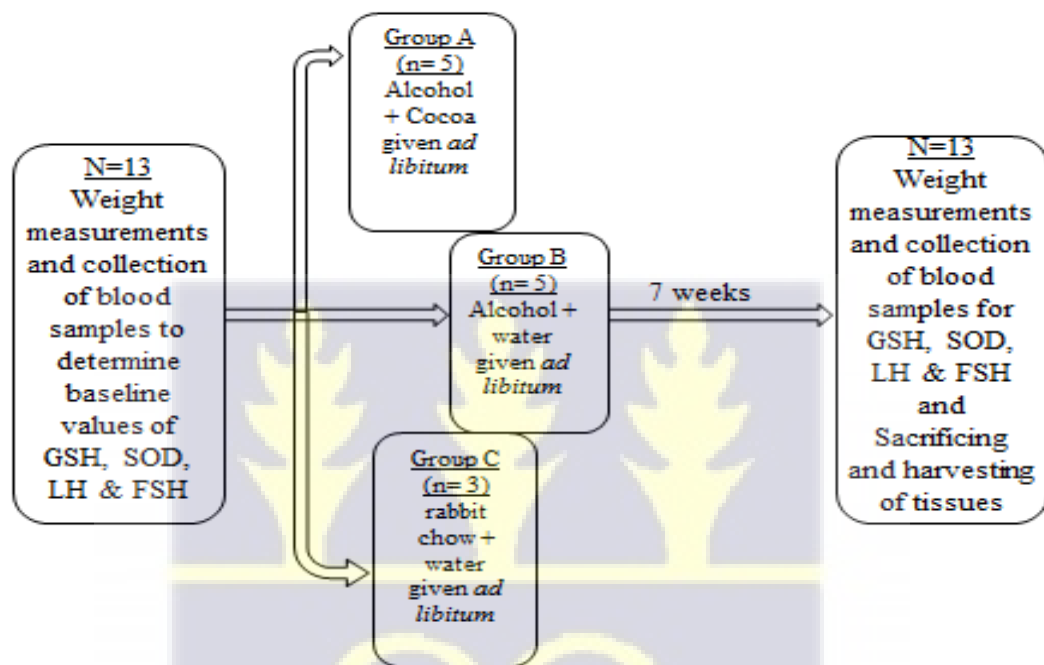 N=13
Weight
measurements
and collection
of blood
samples to
determine
baseline
values of
GSH, SOD,
LH & FSH
Group A
(n= 5)
Alcohol
+ Cocoa
given ad
libitum
Group B
(n= 5)
Alcohol +
water
given ad
libitum
Group C
(n= 3)
rabbit
chow +
water
given ad
libitum
7 weeks
N=13
Weight
measurements
and collection
of blood
samples for
GSH, SOD,
LH & FSH
and
Sacrificing
and harvesting
of tissues